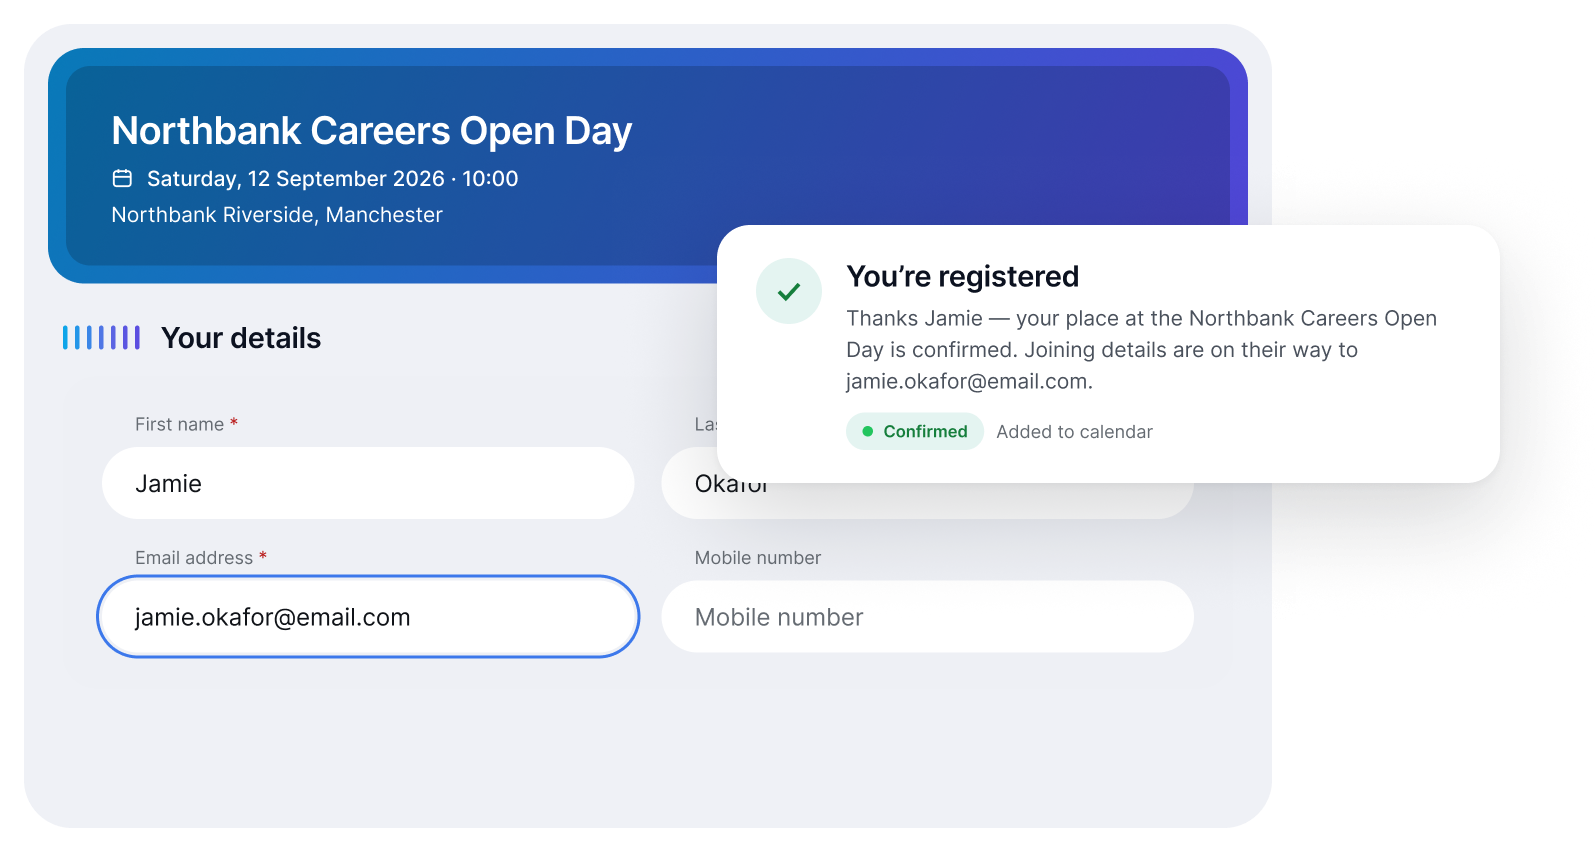 Northbank Careers Open Day
Saturday, 12 September 2026 · 10:00
Northbank Riverside, Manchester
You’re registered
Thanks Jamie — your place at the Northbank Careers Open
Day is confirmed. Joining details are on their way to
jamie.okafor@email.com.
Confirmed Added to calendar
Your details
First name *
Jamie
Okafor
Email address *
jamie.okafor@email.com
Mobile number
Mobile number